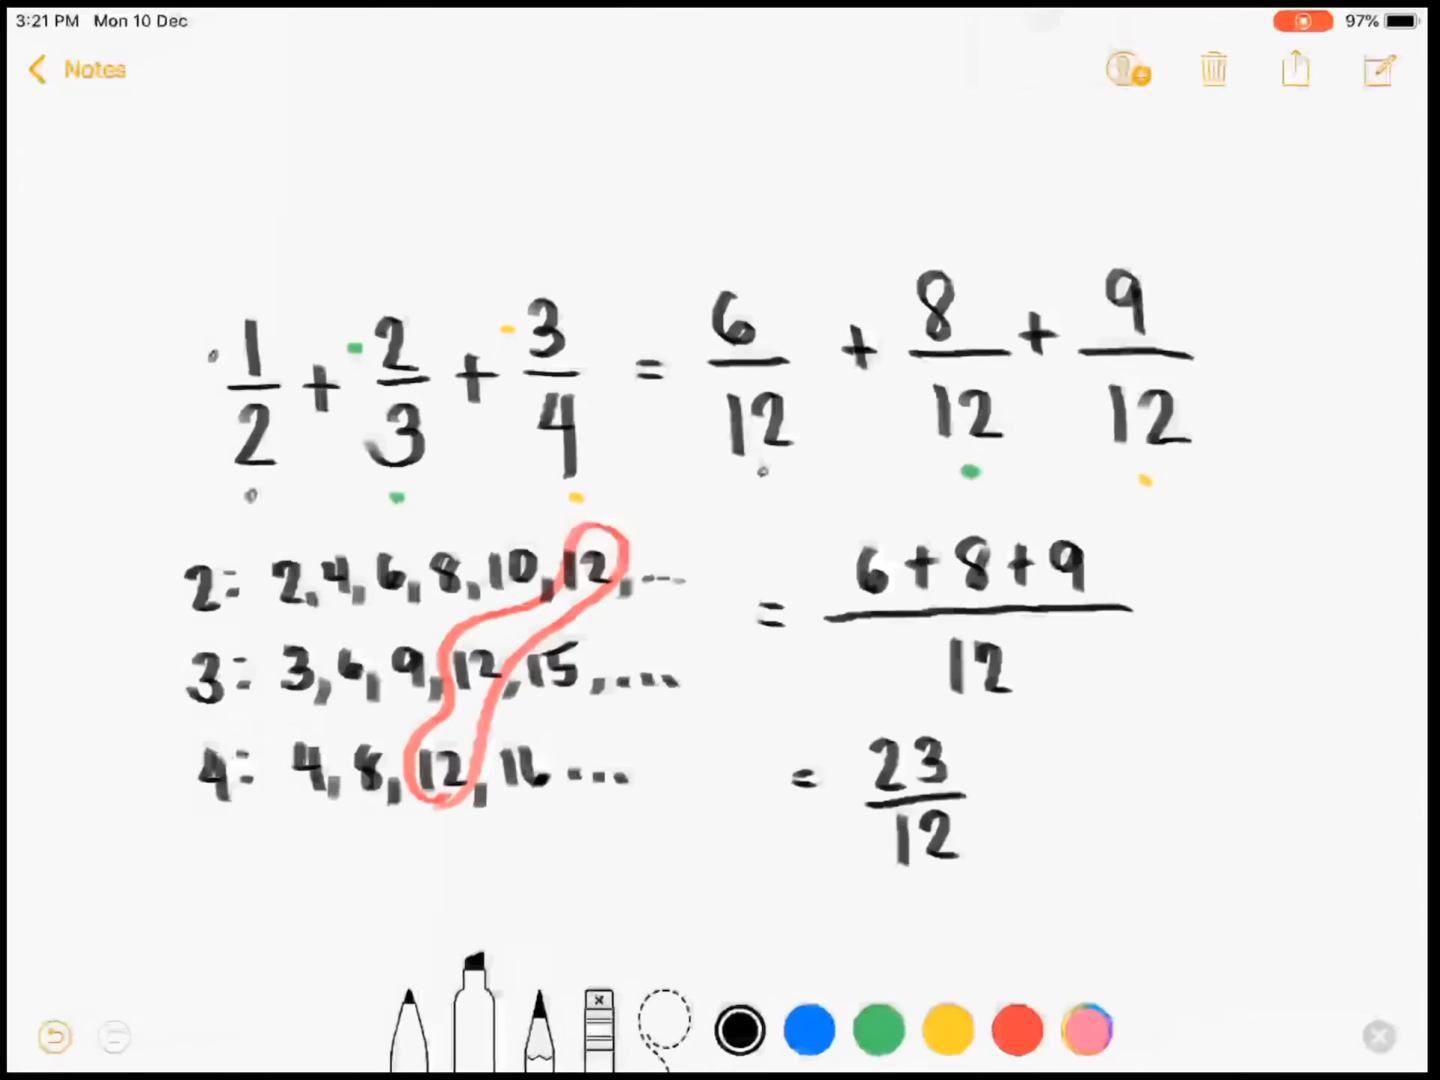 3:21 PM Mon 10 Dec 97%
Notes
1/2 + 2/3 + 3/4 = 6/12 + 8/12 + 9/12
2: 2, 4, 6, 8, 10, 12, ...
= (6+8+9)/12
3: 3, 6, 9, 12, 15, ....
4: 4, 8, 12, 16 ...
= 23/12